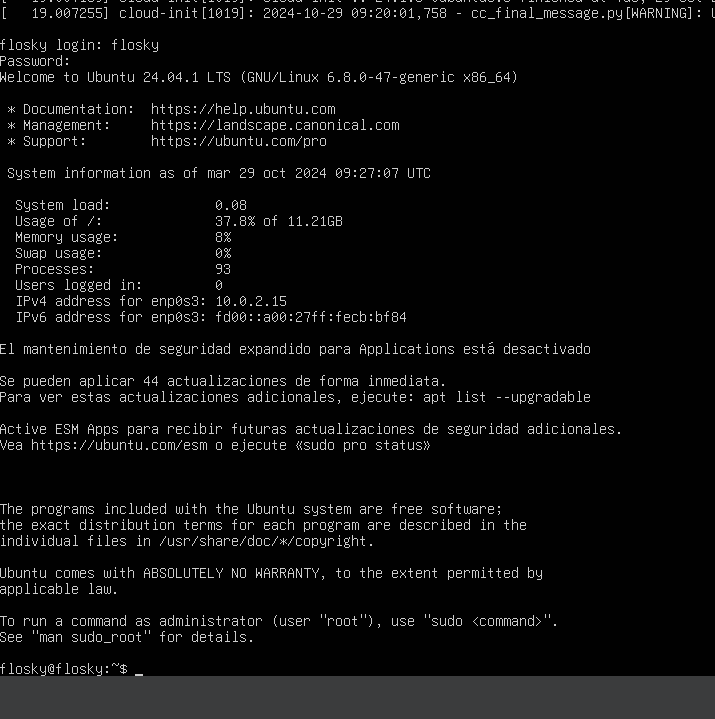 [   19.007255] cloud-init[1019]: 2024-10-29 09:20:01,758 - cc_final_message.py[WARNING]:
flosky login: flosky
Password:
Welcome to Ubuntu 24.04.1 LTS (GNU/Linux 6.8.0-47-generic x86_64)
 * Documentation:  https://help.ubuntu.com
 * Management:     https://landscape.canonical.com
 * Support:        https://ubuntu.com/pro
 System information as of mar 29 oct 2024 09:27:07 UTC
  System load:             0.08
  Usage of /:              37.8% of 11.21GB
  Memory usage:            8%
  Swap usage:              0%
  Processes:               93
  Users logged in:         0
  IPv4 address for enp0s3: 10.0.2.15
  IPv6 address for enp0s3: fd00::a00:27ff:fecb:bf84
El mantenimiento de seguridad expandido para Applications está desactivado
Se pueden aplicar 44 actualizaciones de forma inmediata.
Para ver estas actualizaciones adicionales, ejecute: apt list --upgradable
Active ESM Apps para recibir futuras actualizaciones de seguridad adicionales.
Vea https://ubuntu.com/esm o ejecute «sudo pro status»
The programs included with the Ubuntu system are free software;
the exact distribution terms for each program are described in the
individual files in /usr/share/doc/*/copyright.
Ubuntu comes with ABSOLUTELY NO WARRANTY, to the extent permitted by
applicable law.
To run a command as administrator (user "root"), use "sudo <command>".
See "man sudo_root" for details.
flosky@flosky:~$ _